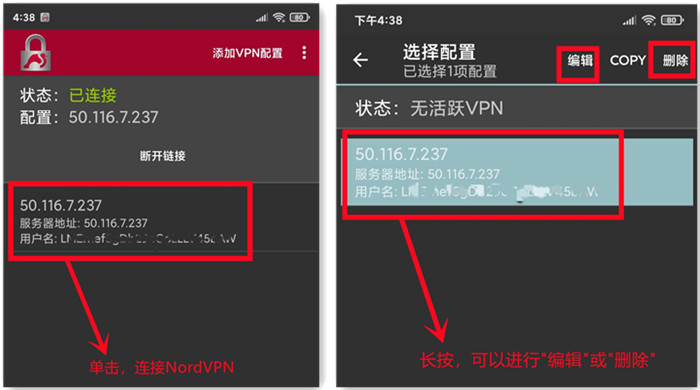 4:38
80
添加VPN配置
状态: 已连接
配置: 50.116.7.237
断开链接
50.116.7.237
服务器地址: 50.116.7.237
用户名:
单击，连接NordVPN
下午4:38
80
选择配置
已选择1项配置
编辑
COPY
删除
状态: 无活跃VPN
50.116.7.237
服务器地址: 50.116.7.237
用户名:
长按，可以进行"编辑"或"删除"